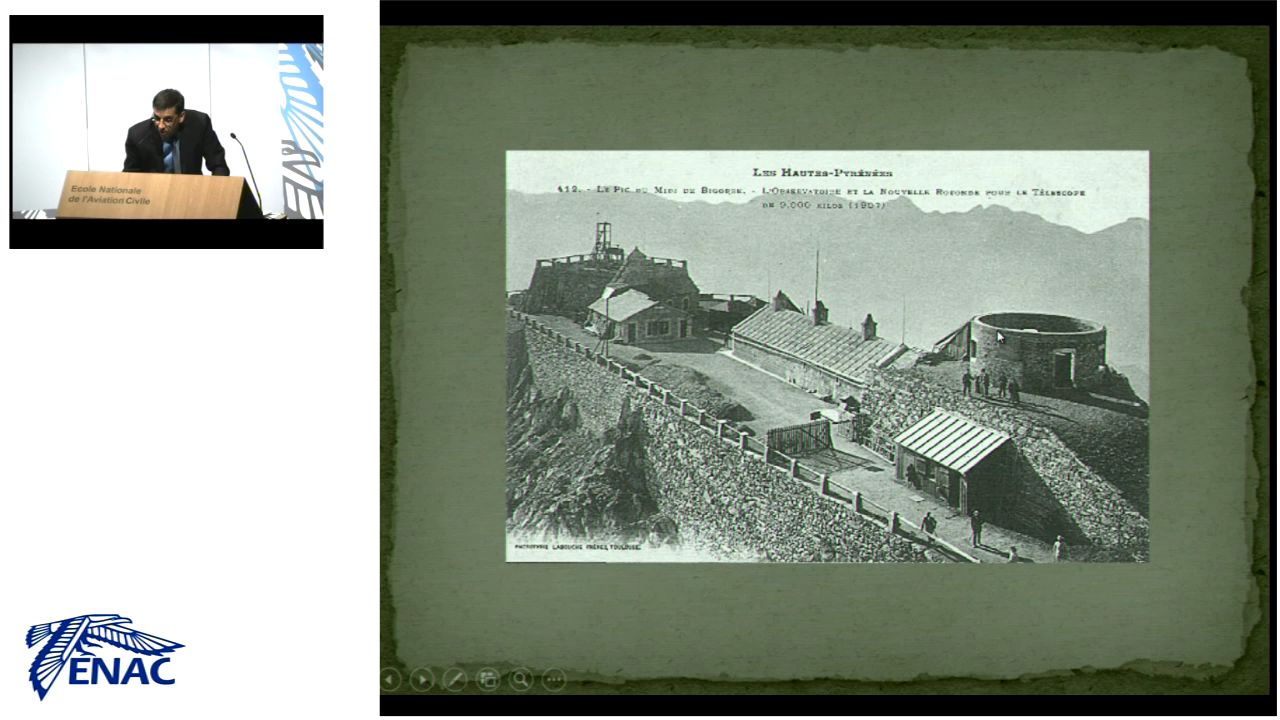 Ecole Nationale
de l'Aviation Civile
LES HAUTES-PYRÉNÉES
412. - LE PIC DU MIDI DE BIGORRE. - L'OBSERVATOIRE ET LA NOUVELLE ROTONDE POUR LE TÉLESCOPE
DE 9.000 KILOS (1907)
PHOTOTYPIE LABOUCHE FRÈRES, TOULOUSE.
ENAC